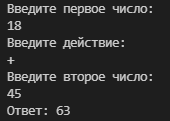 Введите первое число:
18
Введите действие:
+
Введите второе число:
45
Ответ: 63